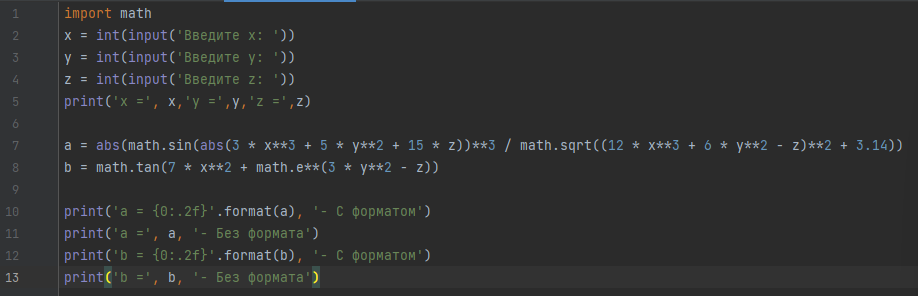 1 import math
2 x = int(input('Введите x: '))
3 y = int(input('Введите y: '))
4 z = int(input('Введите z: '))
5 print('x =', x,'y =',y,'z =',z)
6
7 a = abs(math.sin(abs(3 * x**3 + 5 * y**2 + 15 * z))**3 / math.sqrt((12 * x**3 + 6 * y**2 - z)**2 + 3.14))
8 b = math.tan(7 * x**2 + math.e**(3 * y**2 - z))
9
10 print('a = {0:.2f}'.format(a), '- С форматом')
11 print('a =', a, '- Без формата')
12 print('b = {0:.2f}'.format(b), '- С форматом')
13 print('b =', b, '- Без формата')